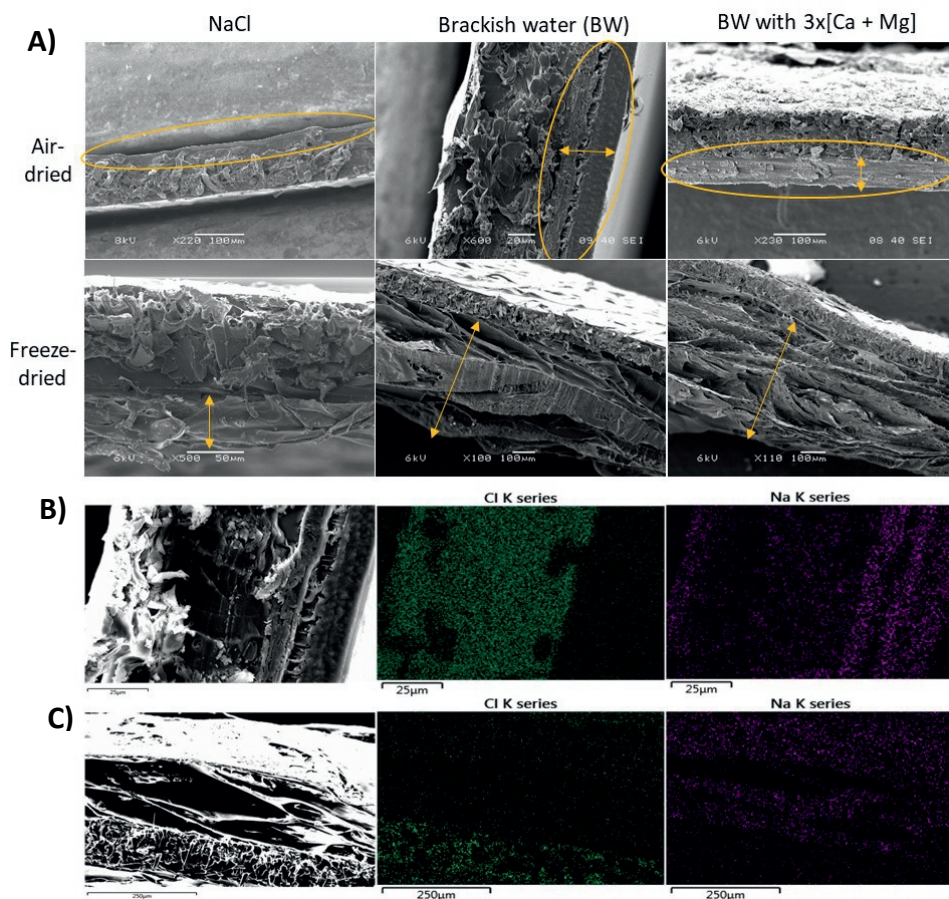 A)
NaCl
Brackish water (BW)
BW with 3x[Ca + Mg]
Air-
dried
8kV X220 100μm
6kV X600 20μm 09 40 SEI
6kV X230 100μm 08 40 SEI
Freeze-
dried
6kV X500 50μm
6kV X100 100μm
6kV X110 100μm
B)
Cl K series
Na K series
25μm
25μm
25μm
C)
Cl K series
Na K series
250μm
250μm
250μm